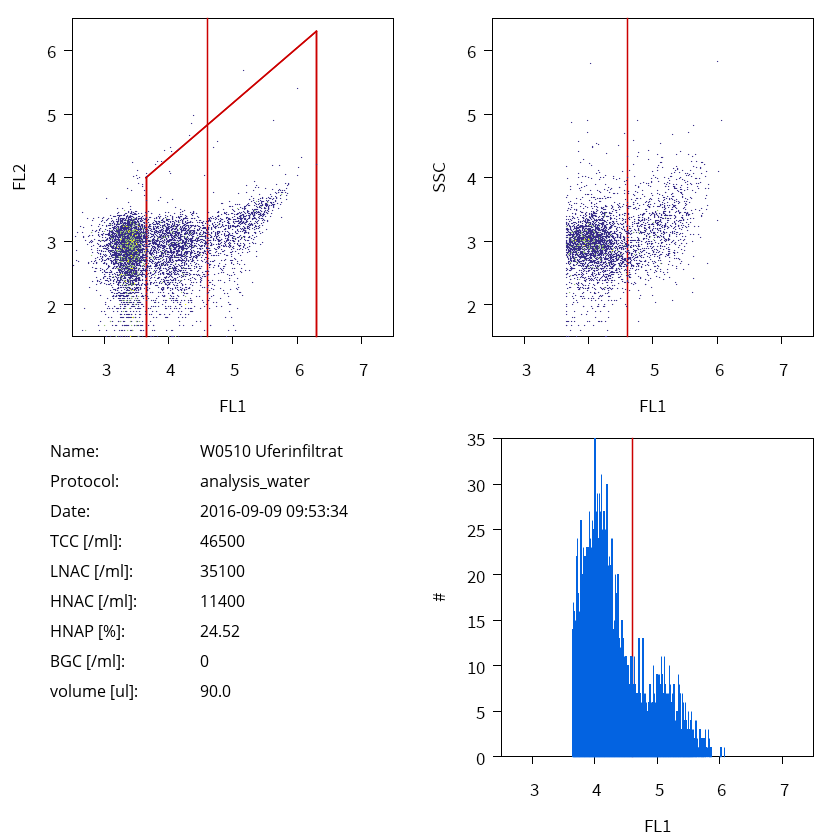 6
5
4
3
2
FL2
3 4 5 6 7
FL1
6
5
4
3
2
SSC
3 4 5 6 7
FL1
Name: W0510 Uferinfiltrat
Protocol: analysis_water
Date: 2016-09-09 09:53:34
TCC [/ml]: 46500
LNAC [/ml]: 35100
HNAC [/ml]: 11400
HNAP [%]: 24.52
BGC [/ml]: 0
volume [ul]: 90.0
35
30
25
20
15
10
5
0
#
3 4 5 6 7
FL1